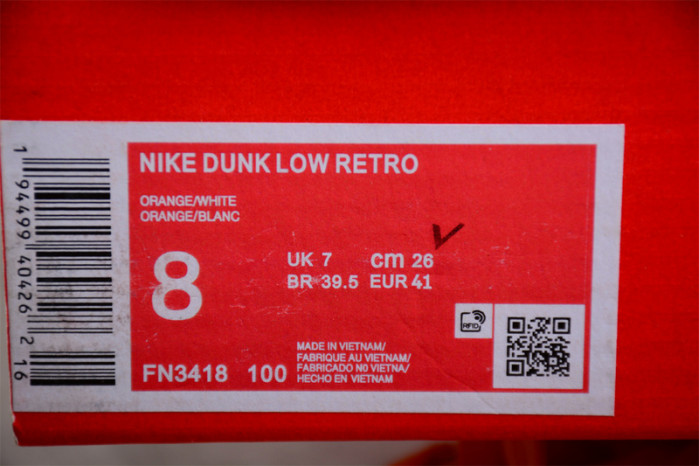 NIKE DUNK LOW RETRO
ORANGE/WHITE
ORANGE/BLANC
8
UK 7 cm 26
BR 39.5 EUR 41
RFID
MADE IN VIETNAM/
FABRIQUE AU VIETNAM/
FABRICADO NO VIETNA/
HECHO EN VIETNAM
FN3418 100
1 94499 40426 2 16